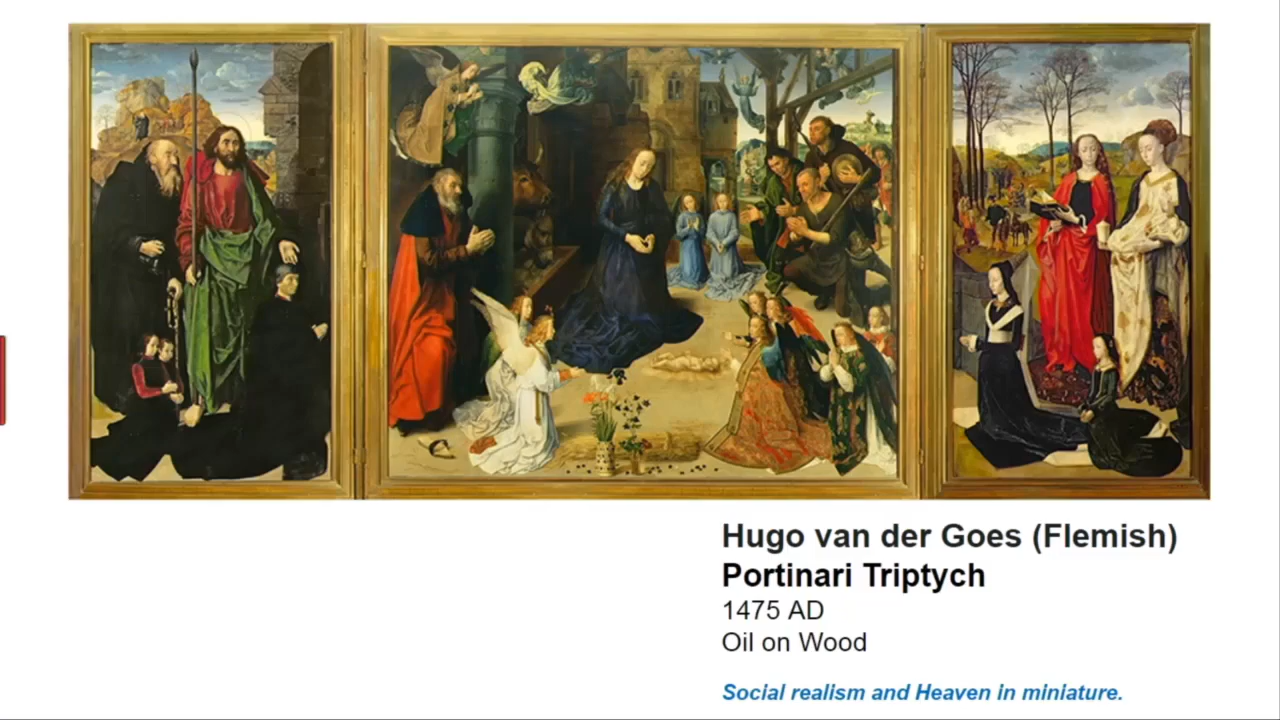 Hugo van der Goes (Flemish)
Portinari Triptych
1475 AD
Oil on Wood
Social realism and Heaven in miniature.